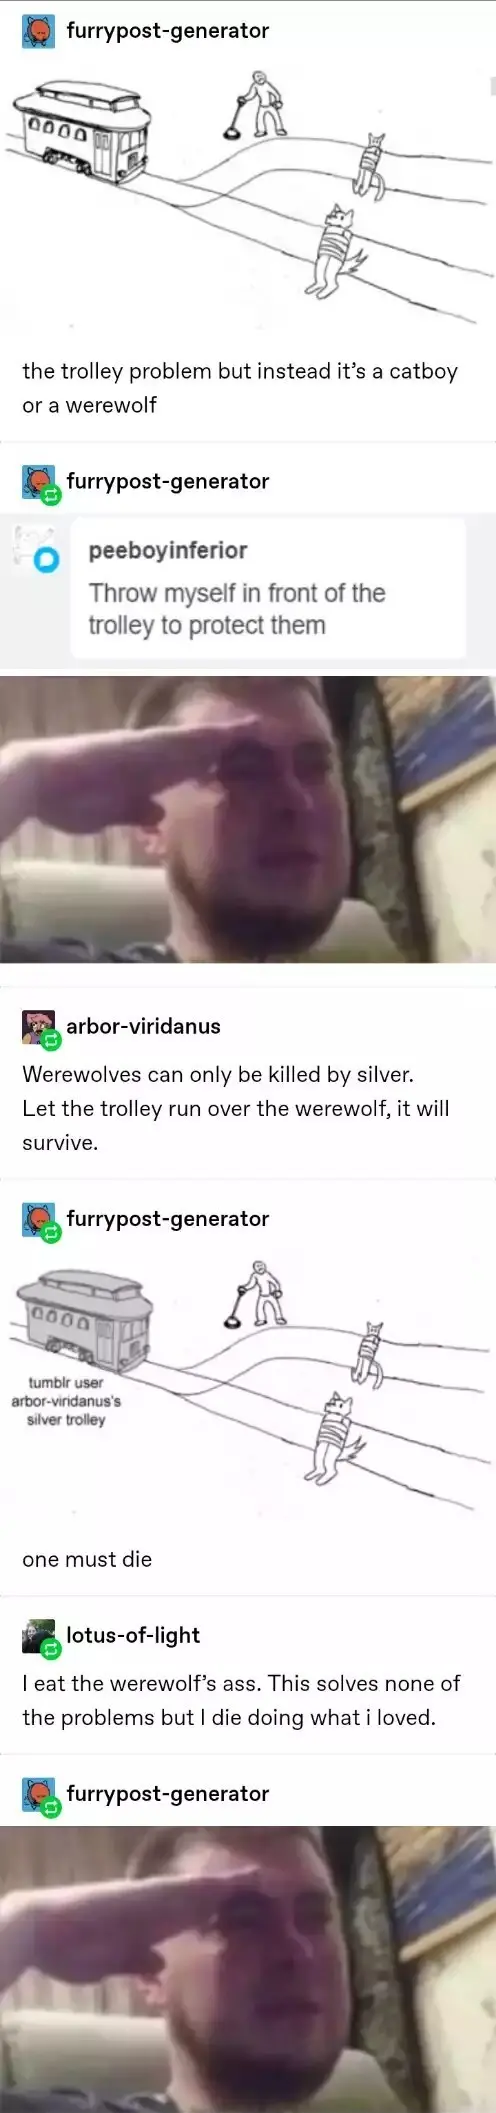 furrypost-generator
the trolley problem but instead it’s a catboy
or a werewolf
furrypost-generator
peeboyinferior
Throw myself in front of the
trolley to protect them
arbor-viridanus
Werewolves can only be killed by silver.
Let the trolley run over the werewolf, it will
survive.
furrypost-generator
tumblr user
arbor-viridanus's
silver trolley
one must die
lotus-of-light
I eat the werewolf’s ass. This solves none of
the problems but I die doing what i loved.
furrypost-generator